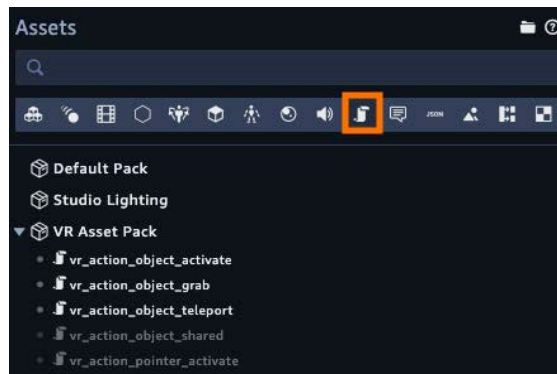 Assets
JSON
Default Pack
Studio Lighting
VR Asset Pack
vr_action_object_activate
vr_action_object_grab
vr_action_object_teleport
vr_action_object_shared
vr_action_pointer_activate